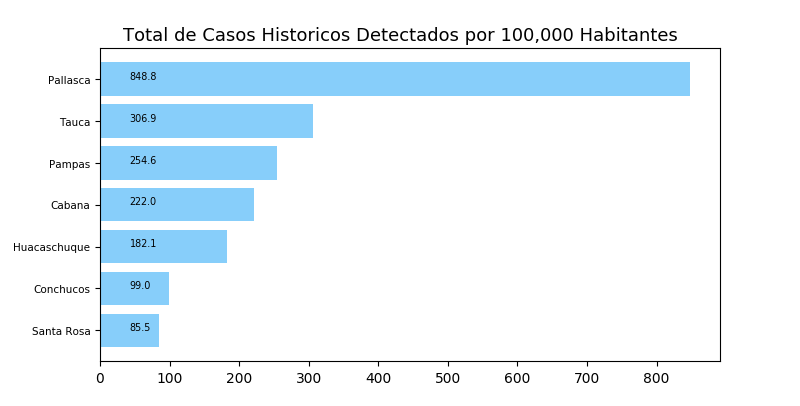 Total de Casos Historicos Detectados por 100,000 Habitantes
Pallasca 848.8
Tauca 306.9
Pampas 254.6
Cabana 222.0
Huacaschuque 182.1
Conchucos 99.0
Santa Rosa 85.5
0 100 200 300 400 500 600 700 800